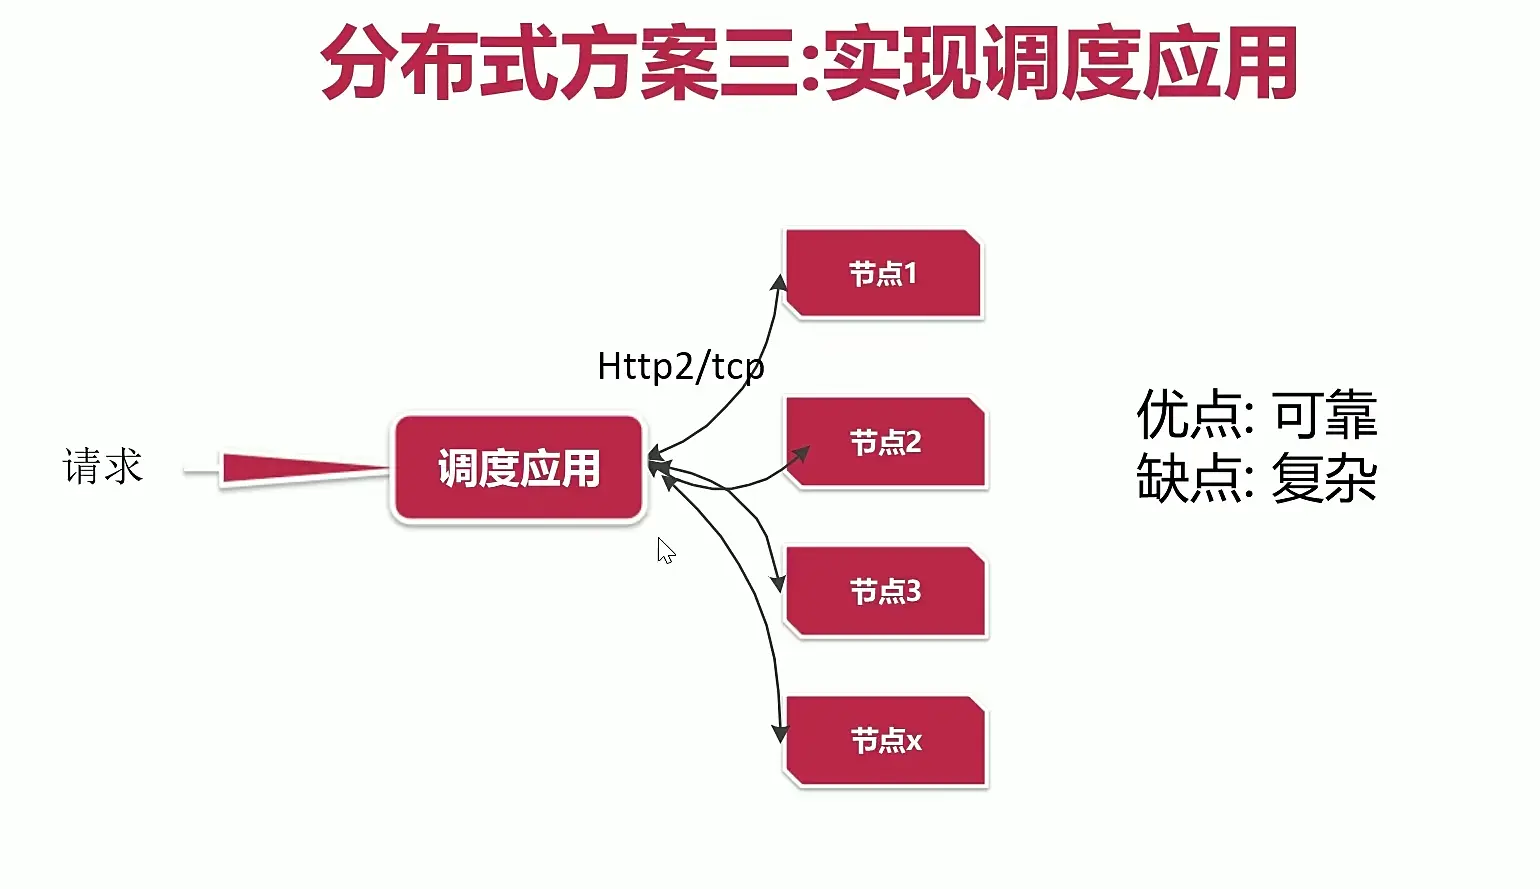 分布式方案三:实现调度应用
节点1
Http2/tcp
节点2
优点: 可靠
请求
调度应用
缺点: 复杂
节点3
节点x